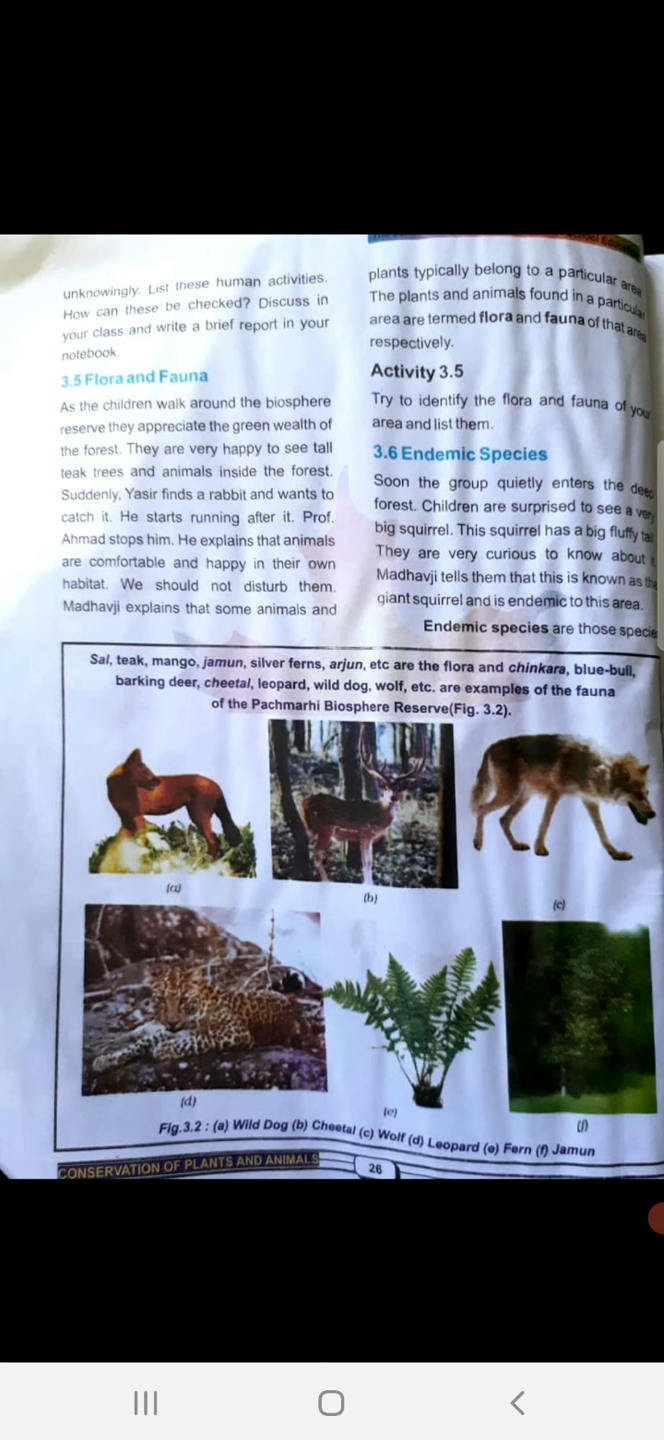 School Educa
unknowingly. List these human activities.
How can these be checked? Discuss in
your class and write a brief report in your
notebook.
3.5 Flora and Fauna
As the children walk around the biosphere
reserve they appreciate the green wealth of
the forest. They are very happy to see tall
teak trees and animals inside the forest.
Suddenly, Yasir finds a rabbit and wants to
catch it. He starts running after it. Prof.
Ahmad stops him. He explains that animals
are comfortable and happy in their own
habitat. We should not disturb them.
Madhavji explains that some animals and
plants typically belong to a particular area
The plants and animals found in a particular
area are termed flora and fauna of that area
respectively.
Activity 3.5
Try to identify the flora and fauna of you
area and list them.
3.6 Endemic Species
Soon the group quietly enters the deep
forest. Children are surprised to see a very
big squirrel. This squirrel has a big fluffy tai
They are very curious to know about
Madhavji tells them that this is known as the
giant squirrel and is endemic to this area.
Endemic species are those specie
Sal, teak, mango, jamun, silver ferns, arjun, etc are the flora and chinkara, blue-bull,
barking deer, cheetal, leopard, wild dog, wolf, etc. are examples of the fauna
of the Pachmarhi Biosphere Reserve(Fig. 3.2).
(a)
(b)
(c)
(d)
(e)
(f)
Fig.3.2 : (a) Wild Dog (b) Cheetal (c) Wolf (d) Leopard (e) Fern (f) Jamun
CONSERVATION OF PLANTS AND ANIMALS
26